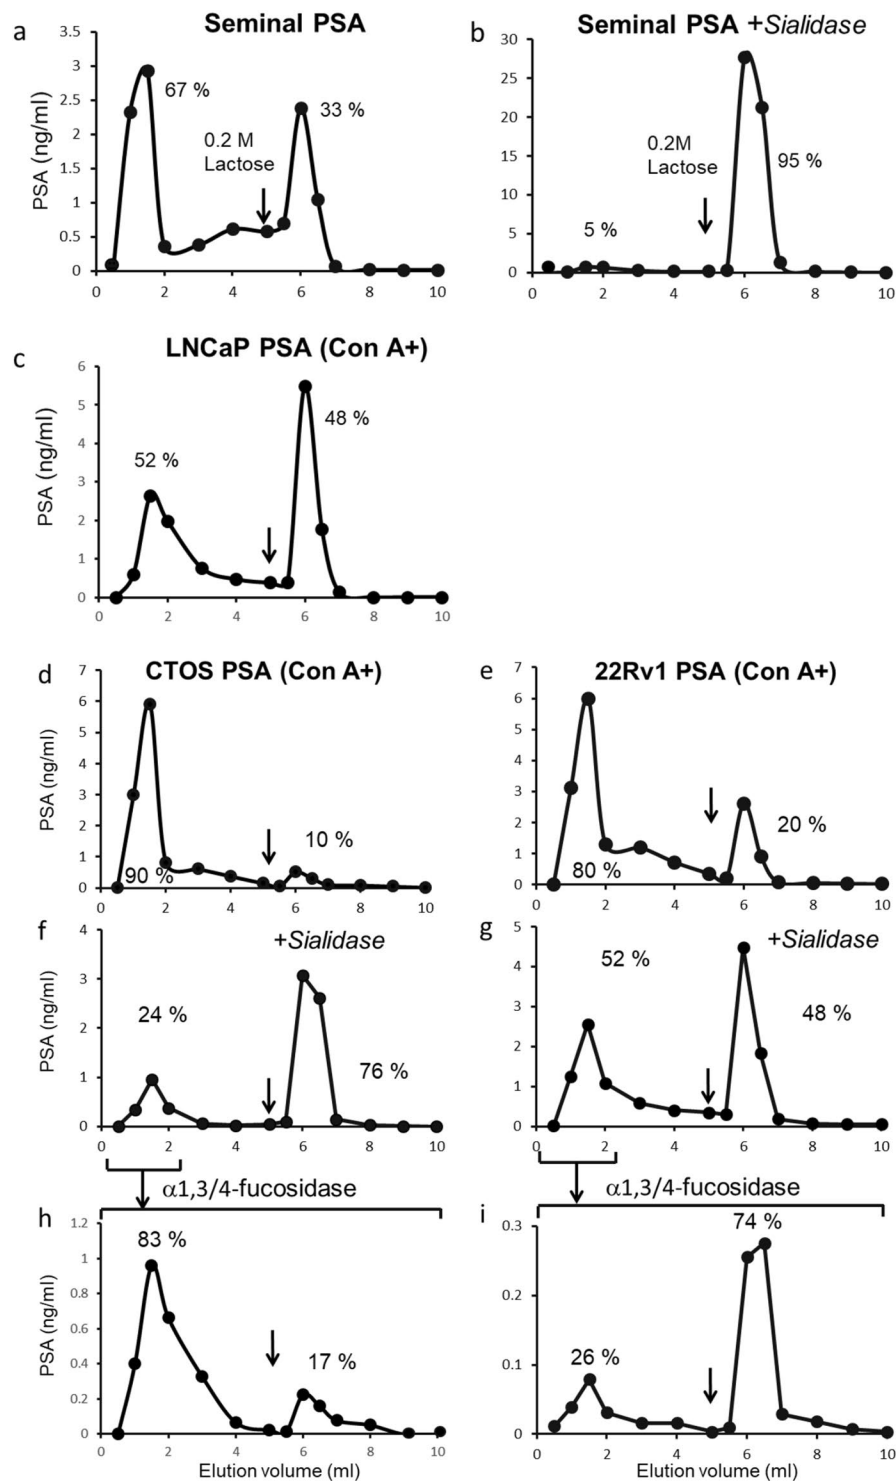 a
Seminal PSA
3.5
3
2.5
2
1.5
1
0.5
0
PSA (ng/ml)
67 %
0.2 M
Lactose
33 %
0 2 4 6 8 10
b
Seminal PSA +Sialidase
30
25
20
15
10
5
0
0.2M
Lactose
95 %
5 %
0 2 4 6 8 10
c
LNCaP PSA (Con A+)
6
5
4
3
2
1
0
PSA (ng/ml)
52 %
48 %
0 2 4 6 8 10
d
CTOS PSA (Con A+)
7
6
5
4
3
2
1
0
PSA (ng/ml)
90 %
10 %
0 2 4 6 8 10
e
22Rv1 PSA (Con A+)
7
6
5
4
3
2
1
0
80 %
20 %
0 2 4 6 8 10
f
+Sialidase
4
3
2
1
0
PSA (ng/ml)
24 %
76 %
0 2 4 6 8 10
g
+Sialidase
5
4
3
2
1
0
52 %
48 %
0 2 4 6 8 10
α1,3/4-fucosidase
α1,3/4-fucosidase
h
1.2
1
0.8
0.6
0.4
0.2
0
PSA (ng/ml)
83 %
17 %
0 2 4 6 8 10
Elution volume (ml)
i
0.3
0.2
0.1
0
74 %
26 %
0 2 4 6 8 10
Elution volume (ml)